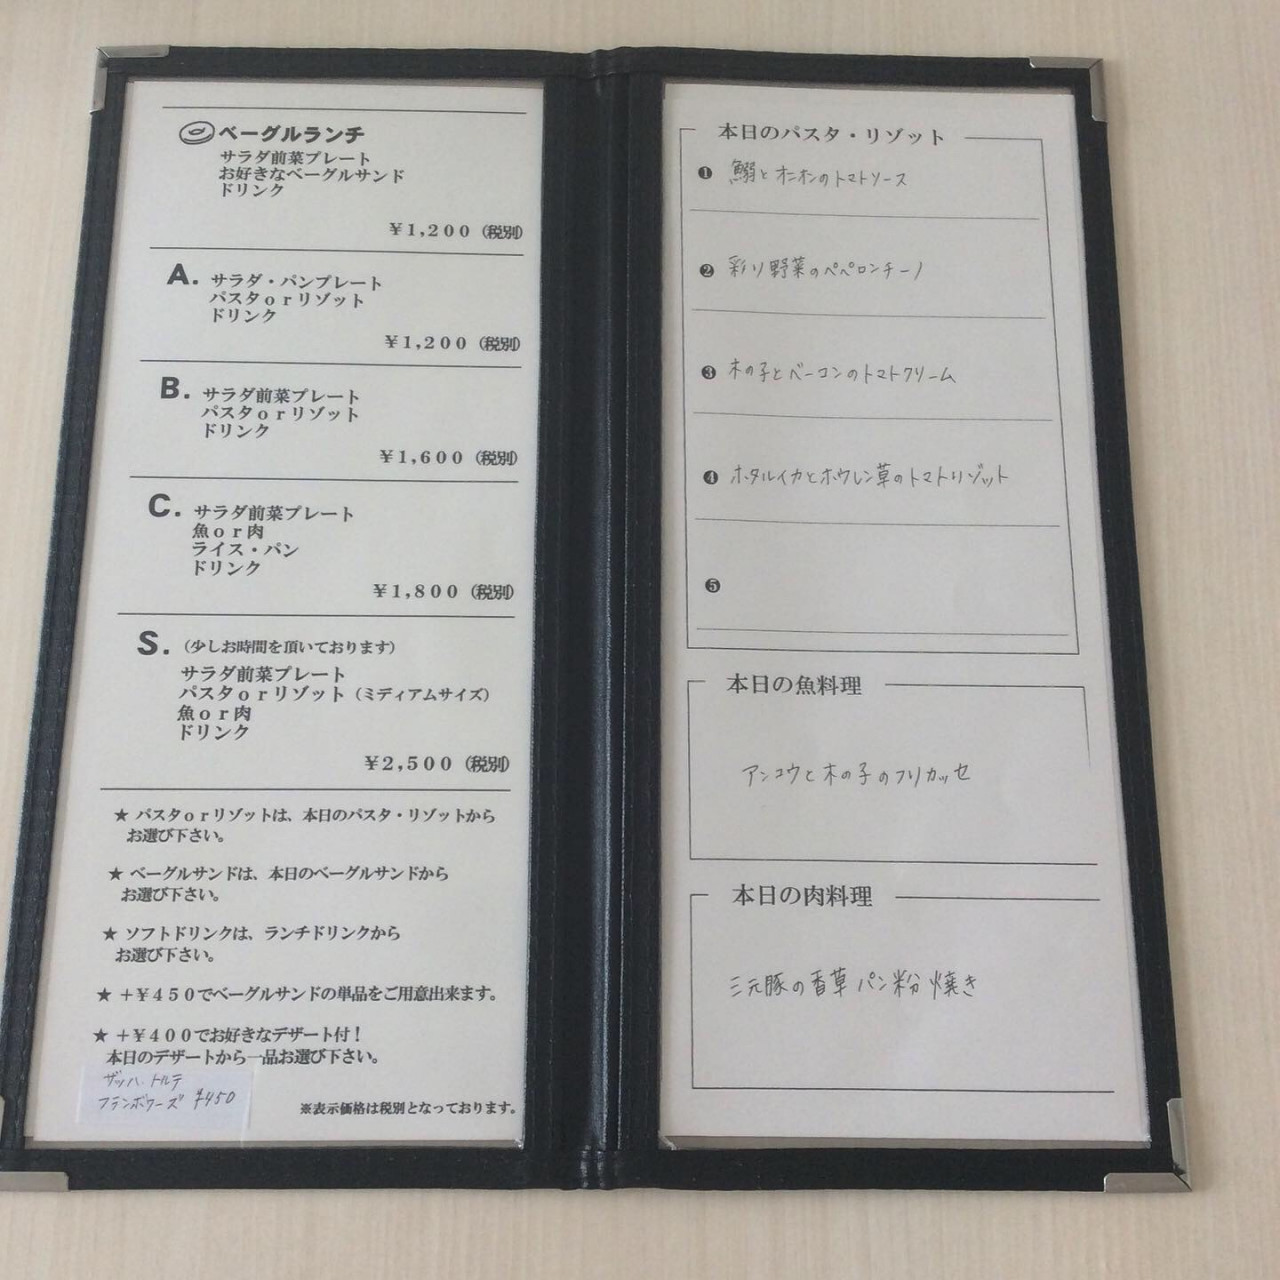 ベーグルランチ
サラダ前菜プレート
お好きなベーグルサンド
ドリンク
￥1,200 (税別)
A. サラダ・パンプレート
パスタorリゾット
ドリンク
￥1,200 (税別)
B. サラダ前菜プレート
パスタorリゾット
ドリンク
￥1,600 (税別)
C. サラダ前菜プレート
魚or肉
ライス・パン
ドリンク
￥1,800 (税別)
S. (少しお時間を頂いております)
サラダ前菜プレート
パスタorリゾット(ミディアムサイズ)
魚or肉
ドリンク
￥2,500 (税別)
★ パスタorリゾットは、本日のパスタ・リゾットから
お選び下さい。
★ ベーグルサンドは、本日のベーグルサンドから
お選び下さい。
★ ソフトドリンクは、ランチドリンクから
お選び下さい。
★ +￥450でベーグルサンドの単品をご用意出来ます。
★ +￥400でお好きなデザート付！
本日のデザートから一品お選び下さい。
ザッハ トルテ
フランボワーズ ￥450
※表示価格は税別となっております。
本日のパスタ・リゾット
❶ 鰯とオニオンのトマトソース
❷ 彩り野菜のペペロンチーノ
❸ 木の子とベーコンのトマトクリーム
❹ ホタルイカとホウレン草のトマトリゾット
❺
本日の魚料理
アンコウと木の子のフリカッセ
本日の肉料理
三元豚の香草パン粉焼き